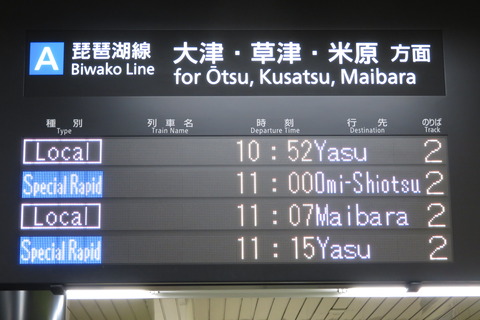 A 琵琶湖線 大津・草津・米原 方面
Biwako Line for Ōtsu, Kusatsu, Maibara
種別 列車名 時刻 行先 のりば
Type Train Name Departure Time Destination Track
Local 10:52 Yasu 2
Special Rapid 11:00 Omi-Shiotsu 2
Local 11:07 Maibara 2
Special Rapid 11:15 Yasu 2